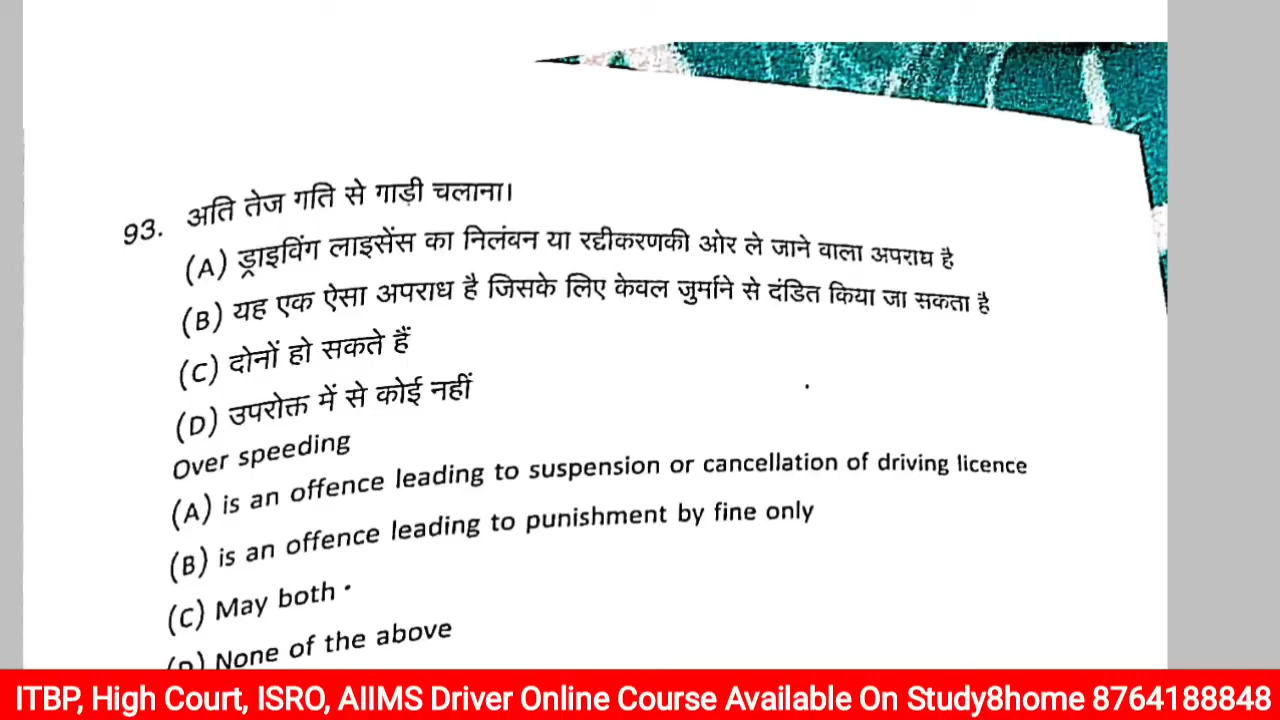 93. अति तेज गति से गाड़ी चलाना।
(A) ड्राइविंग लाइसेंस का निलंबन या रद्दीकरणकी ओर ले जाने वाला अपराध है
(B) यह एक ऐसा अपराध है जिसके लिए केवल जुर्माने से दंडित किया जा सकता है
(C) दोनों हो सकते हैं
(D) उपरोक्त में से कोई नहीं
Over speeding
(A) is an offence leading to suspension or cancellation of driving licence
(B) is an offence leading to punishment by fine only
(C) May both
(D) None of the above
ITBP, High Court, ISRO, AIIMS Driver Online Course Available On Study8home 8764188848